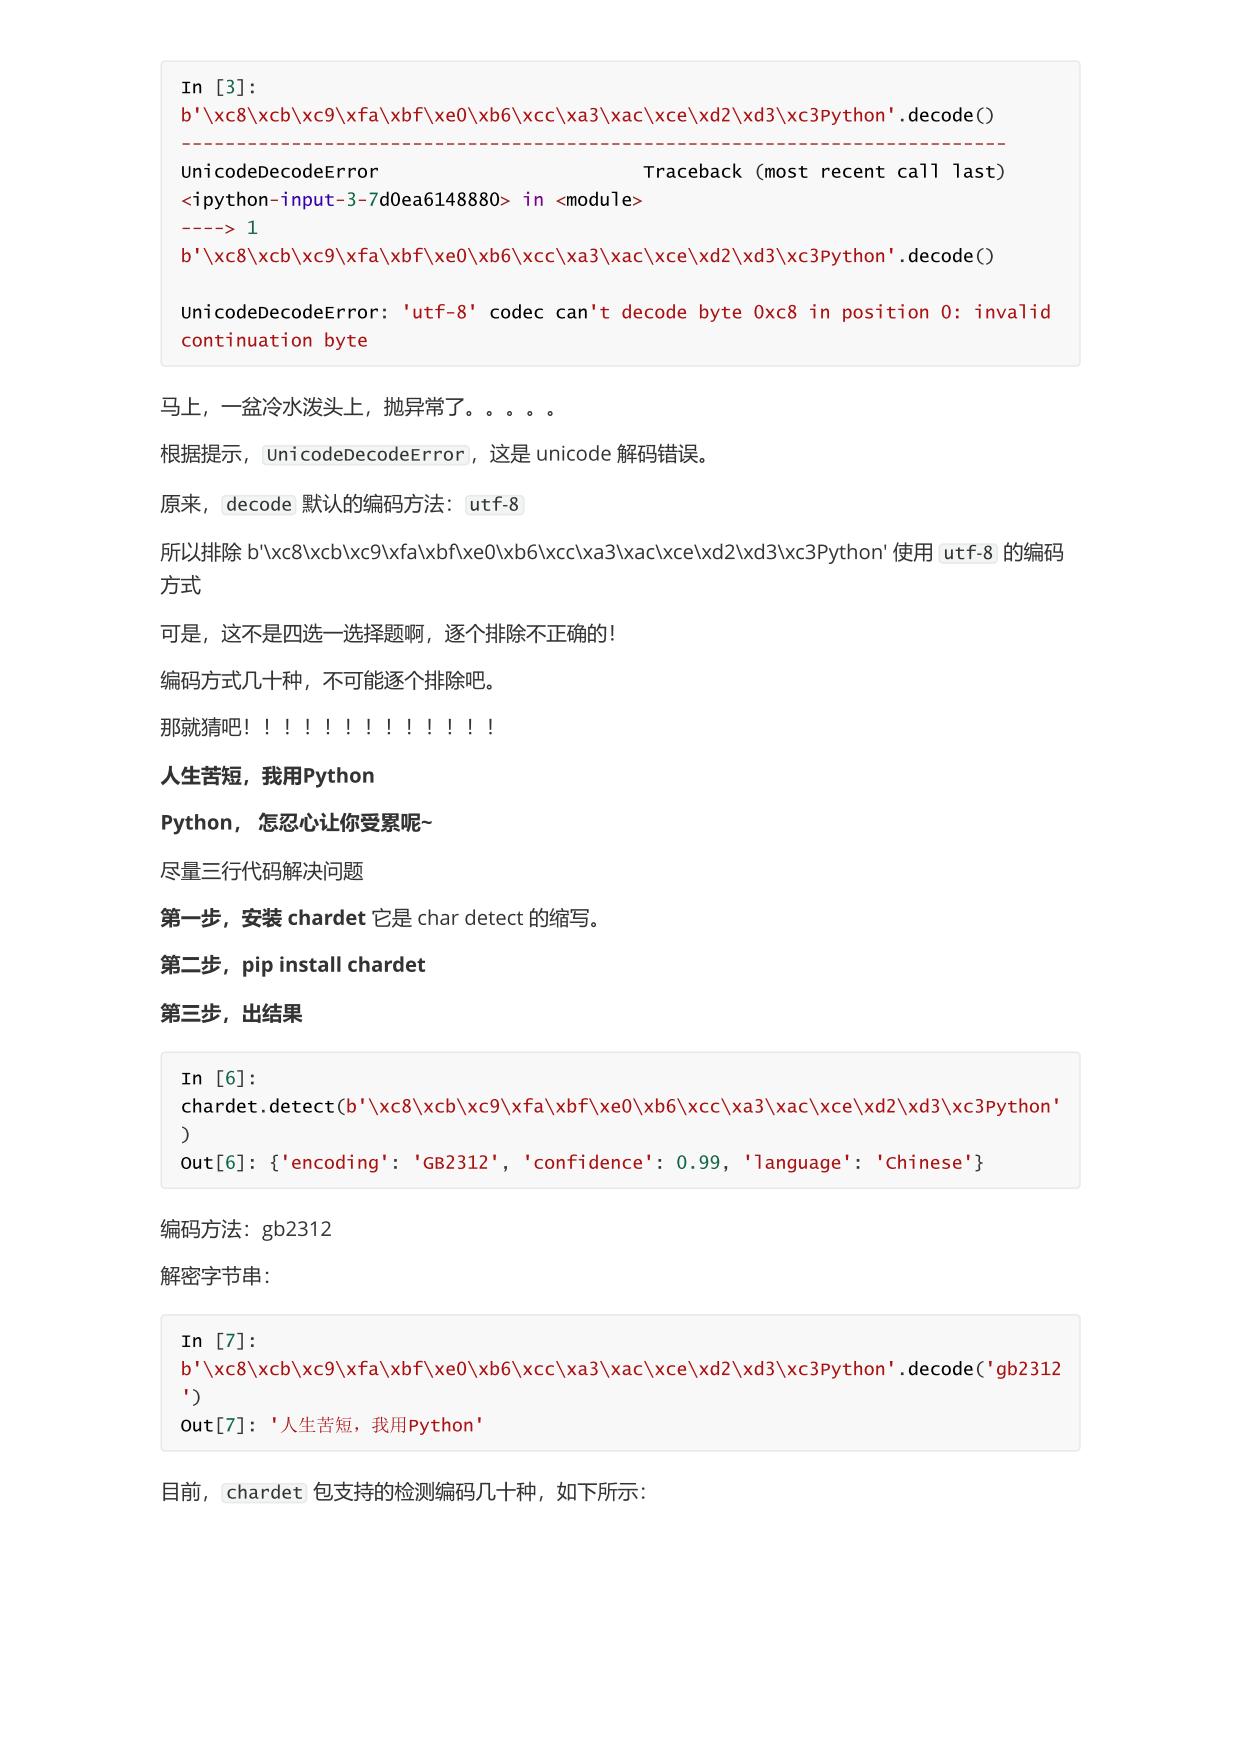 In [3]:
b'\xc8\xcb\xc9\xfa\xbf\xe0\xb6\xcc\xa3\xac\xce\xd2\xd3\xc3Python'.decode()
---------------------------------------------------------------------------
UnicodeDecodeError                        Traceback (most recent call last)
<ipython-input-3-7d0ea6148880> in <module>
----> 1
b'\xc8\xcb\xc9\xfa\xbf\xe0\xb6\xcc\xa3\xac\xce\xd2\xd3\xc3Python'.decode()
UnicodeDecodeError: 'utf-8' codec can't decode byte 0xc8 in position 0: invalid
continuation byte
马上，一盆冷水泼头上，抛异常了。。。。。
根据提示，UnicodeDecodeError，这是 unicode 解码错误。
原来，decode 默认的编码方法：utf-8
所以排除 b'\xc8\xcb\xc9\xfa\xbf\xe0\xb6\xcc\xa3\xac\xce\xd2\xd3\xc3Python' 使用 utf-8 的编码
方式
可是，这不是四选一选择题啊，逐个排除不正确的！
编码方式几十种，不可能逐个排除吧。
那就猜吧！！！！！！！！！！！！！
人生苦短，我用Python
Python， 怎忍心让你受累呢~
尽量三行代码解决问题
第一步，安装 chardet 它是 char detect 的缩写。
第二步，pip install chardet
第三步，出结果
In [6]:
chardet.detect(b'\xc8\xcb\xc9\xfa\xbf\xe0\xb6\xcc\xa3\xac\xce\xd2\xd3\xc3Python'
)
Out[6]: {'encoding': 'GB2312', 'confidence': 0.99, 'language': 'Chinese'}
编码方法：gb2312
解密字节串：
In [7]:
b'\xc8\xcb\xc9\xfa\xbf\xe0\xb6\xcc\xa3\xac\xce\xd2\xd3\xc3Python'.decode('gb2312
')
Out[7]: '人生苦短，我用Python'
目前，chardet 包支持的检测编码几十种，如下所示：